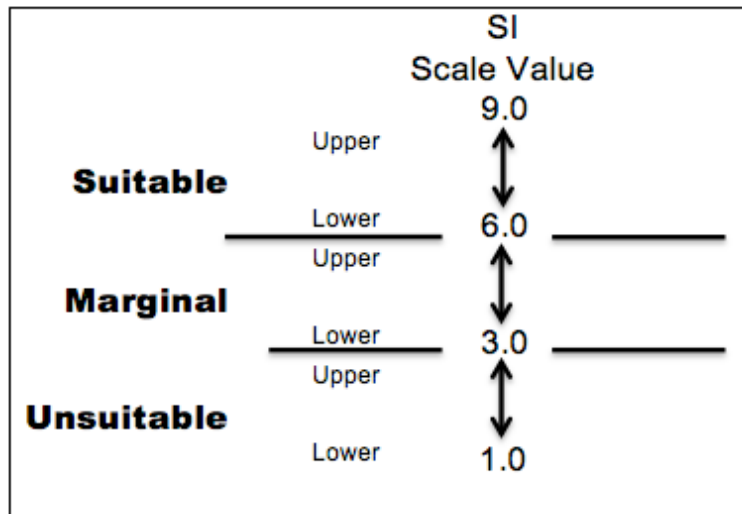 SI
Scale Value
9.0
Upper
Suitable
Lower 6.0
Upper
Marginal
Lower 3.0
Upper
Unsuitable
Lower 1.0